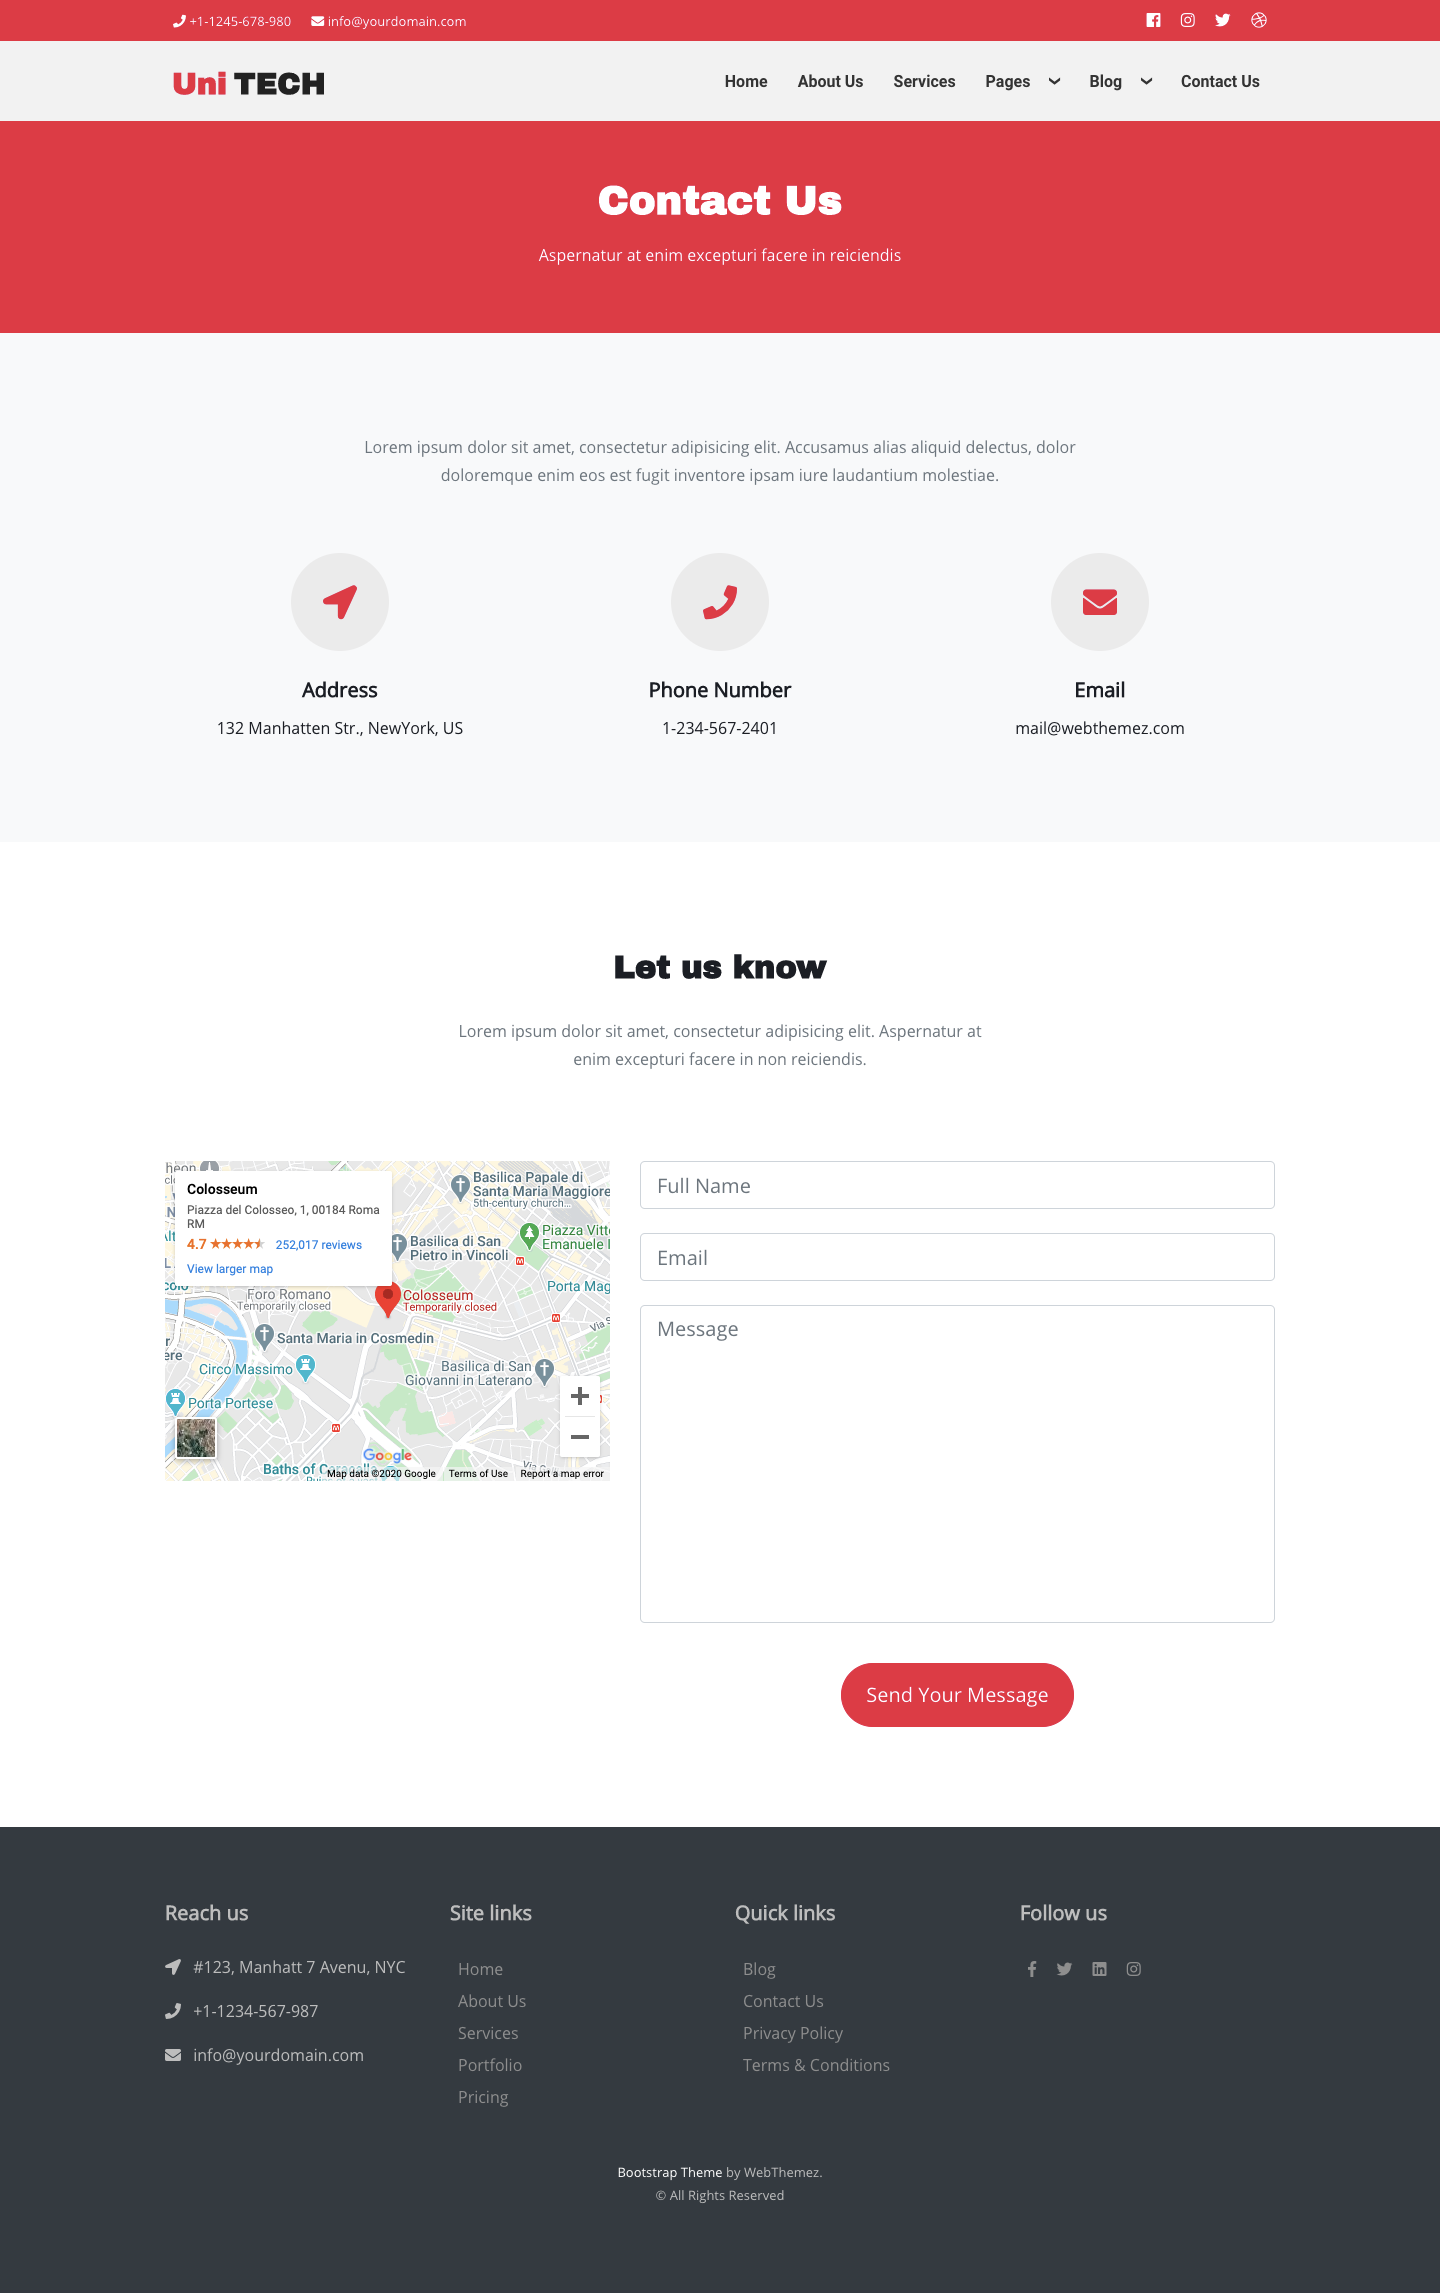 +1-1245-678-980 info@yourdomain.com
Uni TECH
Home About Us Services Pages Blog Contact Us
Contact Us
Aspernatur at enim excepturi facere in reiciendis
Lorem ipsum dolor sit amet, consectetur adipisicing elit. Accusamus alias aliquid delectus, dolor
doloremque enim eos est fugit inventore ipsam iure laudantium molestiae.
Address
132 Manhatten Str., NewYork, US
Phone Number
1-234-567-2401
Email
mail@webthemez.com
Let us know
Lorem ipsum dolor sit amet, consectetur adipisicing elit. Aspernatur at
enim excepturi facere in non reiciendis.
Colosseum
Piazza del Colosseo, 1, 00184 Roma
RM
4.7 252,017 reviews
View larger map
Basilica Papale di
Santa Maria Maggiore
5th-century church...
Piazza Vitto
Emanuele
Basilica di San
Pietro in Vincoli
Porta Mag
Foro Romano
Temporarily closed
Colosseum
Temporarily closed
Via S
Santa Maria in Cosmedin
Circo Massimo
Basilica di San
Giovanni in Laterano
Porta Portese
Google
Baths of Caracalla
Map data ©2020 Google Terms of Use Report a map error
Full Name
Email
Message
Send Your Message
Reach us
#123, Manhatt 7 Avenu, NYC
+1-1234-567-987
info@yourdomain.com
Site links
Home
About Us
Services
Portfolio
Pricing
Quick links
Blog
Contact Us
Privacy Policy
Terms & Conditions
Follow us
Bootstrap Theme by WebThemez.
© All Rights Reserved